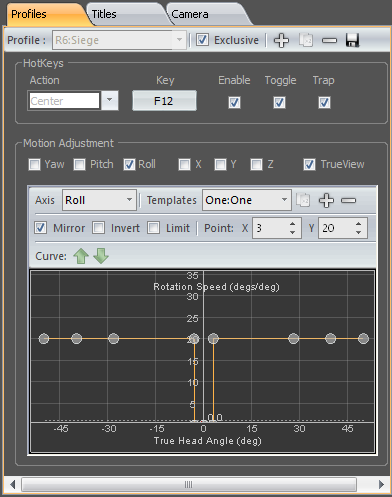 Profiles Titles Camera
Profile : R6:Siege Exclusive
HotKeys
Action Key Enable Toggle Trap
Center F12
Motion Adjustment
Yaw Pitch Roll X Y Z TrueView
Axis Roll Templates One:One
Mirror Invert Limit Point: X 3 Y 20
Curve:
35
Rotation Speed (degs/deg)
30
25
20
15
10
5
0.0
-45 -30 -15 0 15 30 45
True Head Angle (deg)